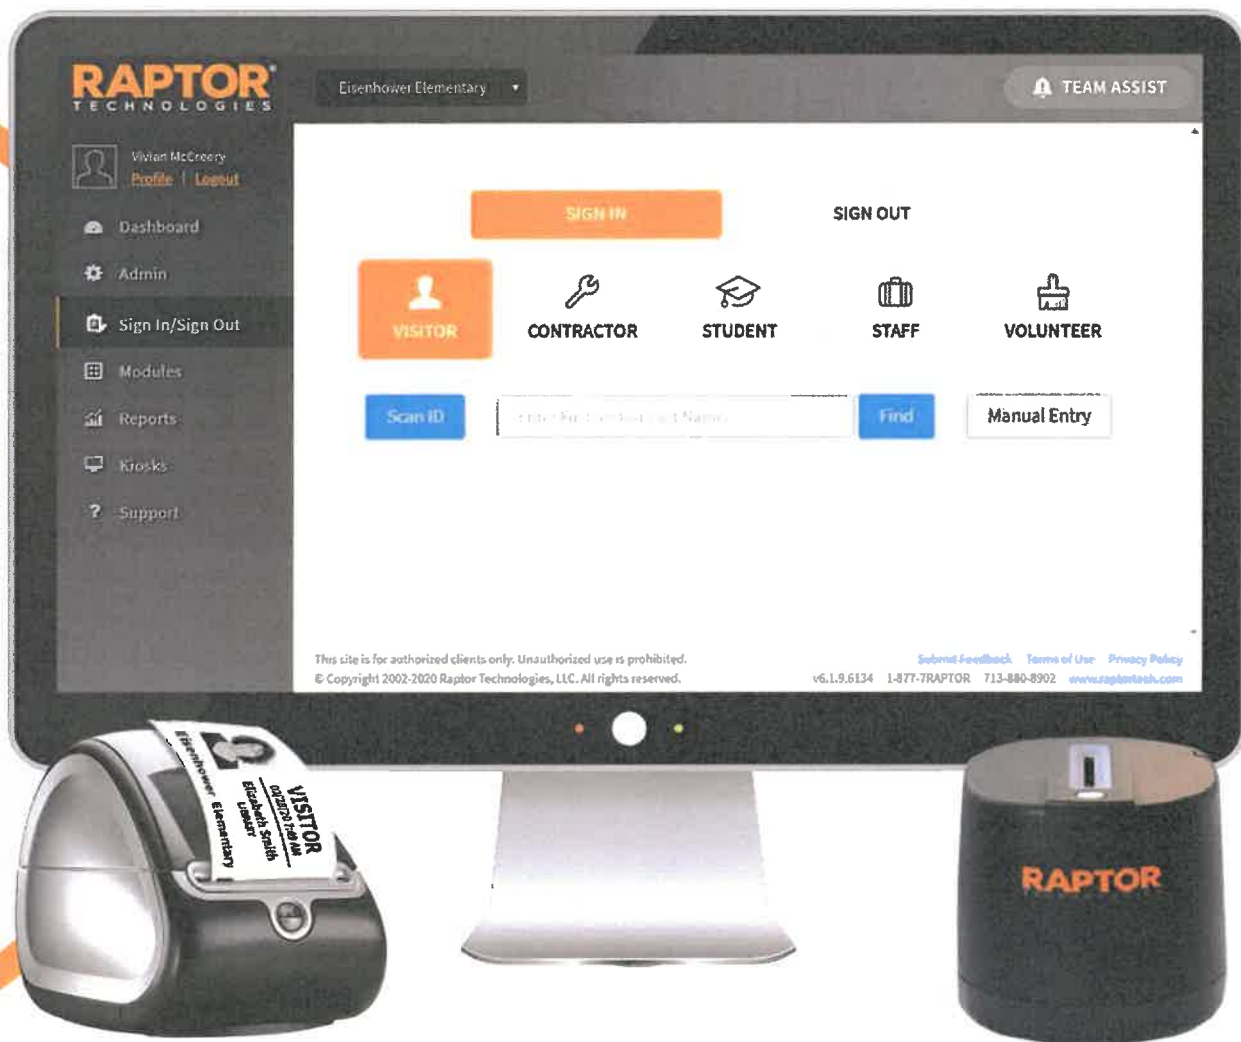 RAPTOR
TECHNOLOGIES
Eisenhower Elementary
TEAM ASSIST
Vivian McCreery
Profile | Logout
Dashboard
Admin
Sign In/Sign Out
Modules
Reports
Kiosks
? Support
SIGN IN
SIGN OUT
VISITOR
CONTRACTOR
STUDENT
STAFF
VOLUNTEER
Scan ID
Find
Manual Entry
This site is for authorized clients only. Unauthorized use is prohibited.
© Copyright 2002-2020 Raptor Technologies, LLC. All rights reserved.
Submit Feedback Terms of Use Privacy Policy
v6.1.9.6134 1-877-7RAPTOR 713-880-8902 www.raptortech.com
VISITOR
Elizabeth Smith
LIBRARY
Eisenhower Elementary
RAPTOR